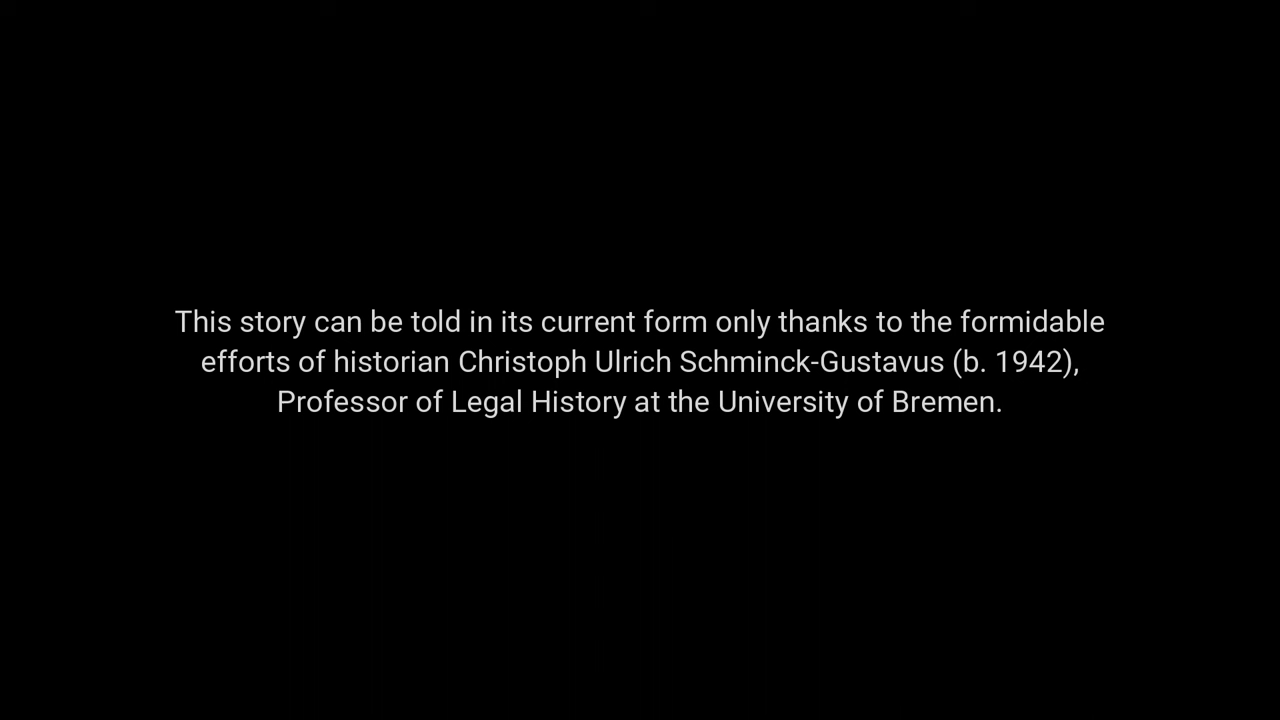 This story can be told in its current form only thanks to the formidable
efforts of historian Christoph Ulrich Schminck-Gustavus (b. 1942),
Professor of Legal History at the University of Bremen.